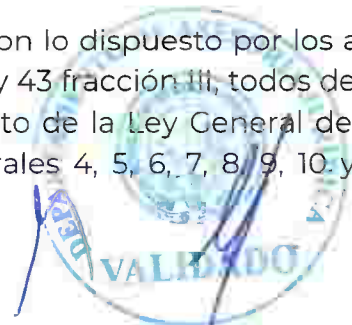 on lo dispuesto por los a
y 43 fracción III, todos de
to de la Ley General de
rales 4, 5, 6, 7, 8, 9, 10 y
VALIDADO